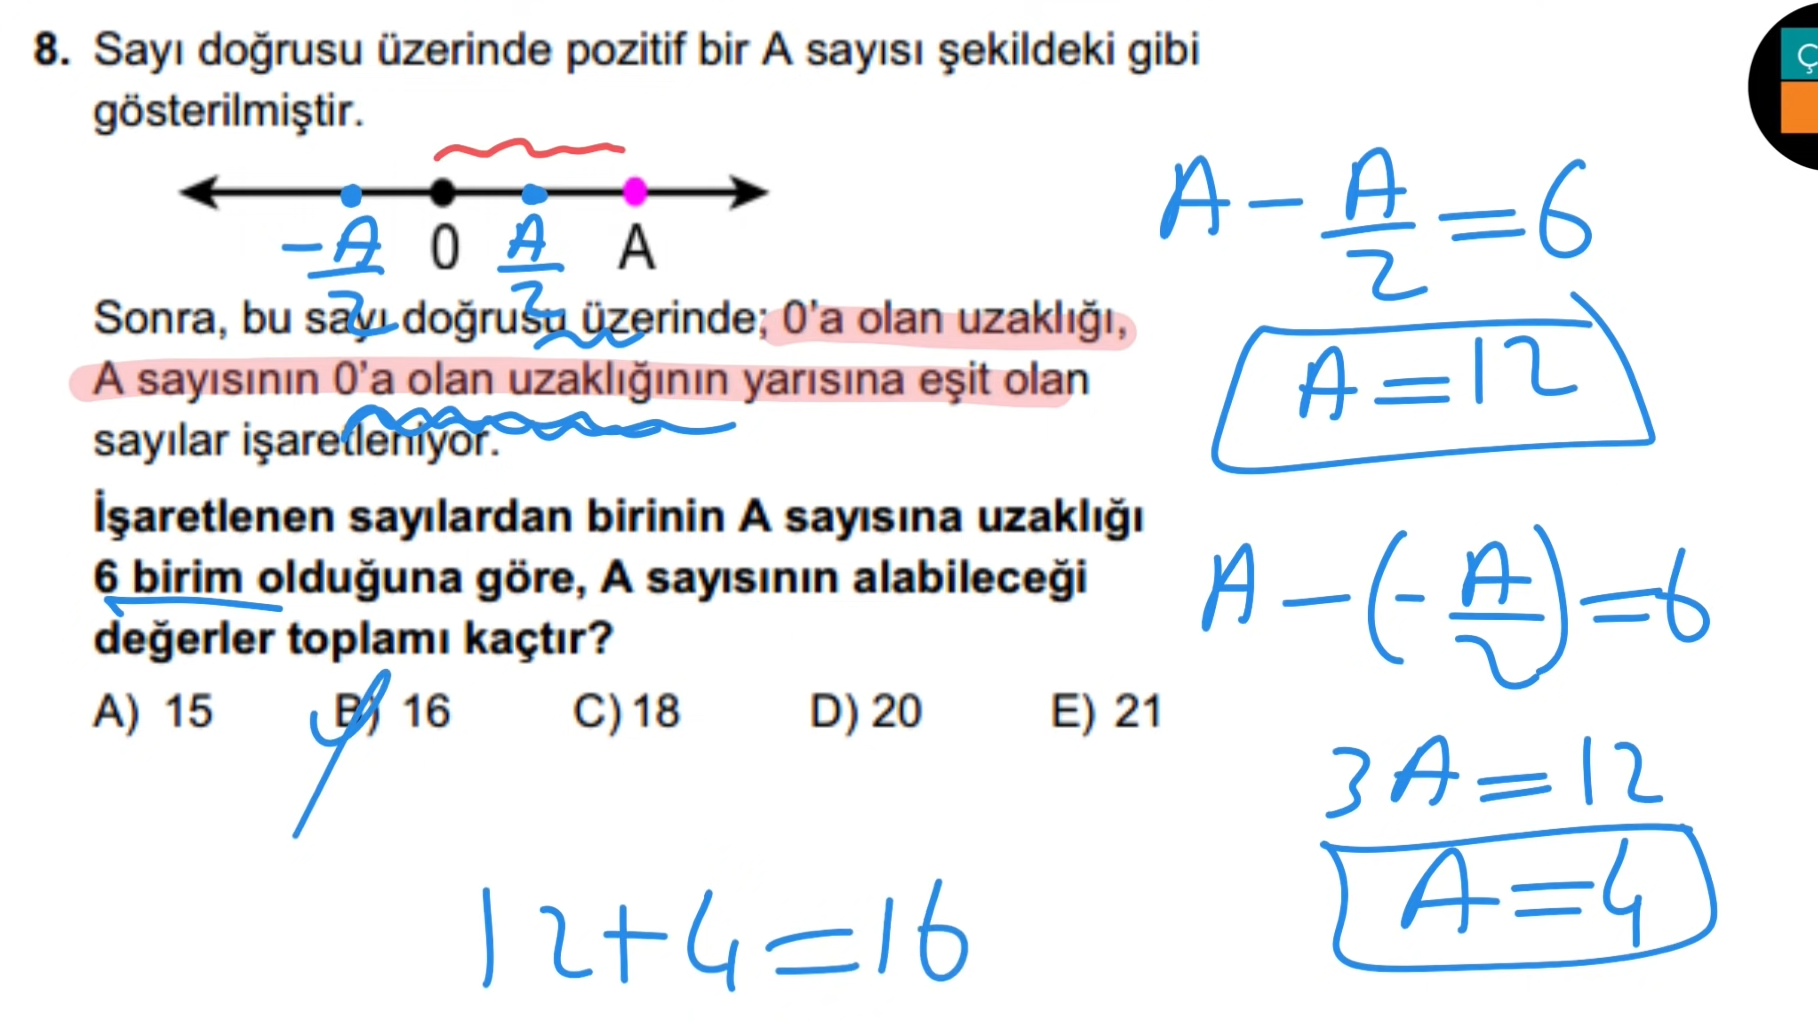 8. Sayı doğrusu üzerinde pozitif bir A sayısı şekildeki gibi
gösterilmiştir.
-A/2 0 A/2 A
Sonra, bu sayı doğrusu üzerinde; 0'a olan uzaklığı,
A sayısının 0'a olan uzaklığının yarısına eşit olan
sayılar işaretleniyor.
İşaretlenen sayılardan birinin A sayısına uzaklığı
6 birim olduğuna göre, A sayısının alabileceği
değerler toplamı kaçtır?
A) 15 B) 16 C) 18 D) 20 E) 21
12+4=16
A - A/2 = 6
A = 12
A - (-A/2) = 6
3A = 12
A = 4
Ç